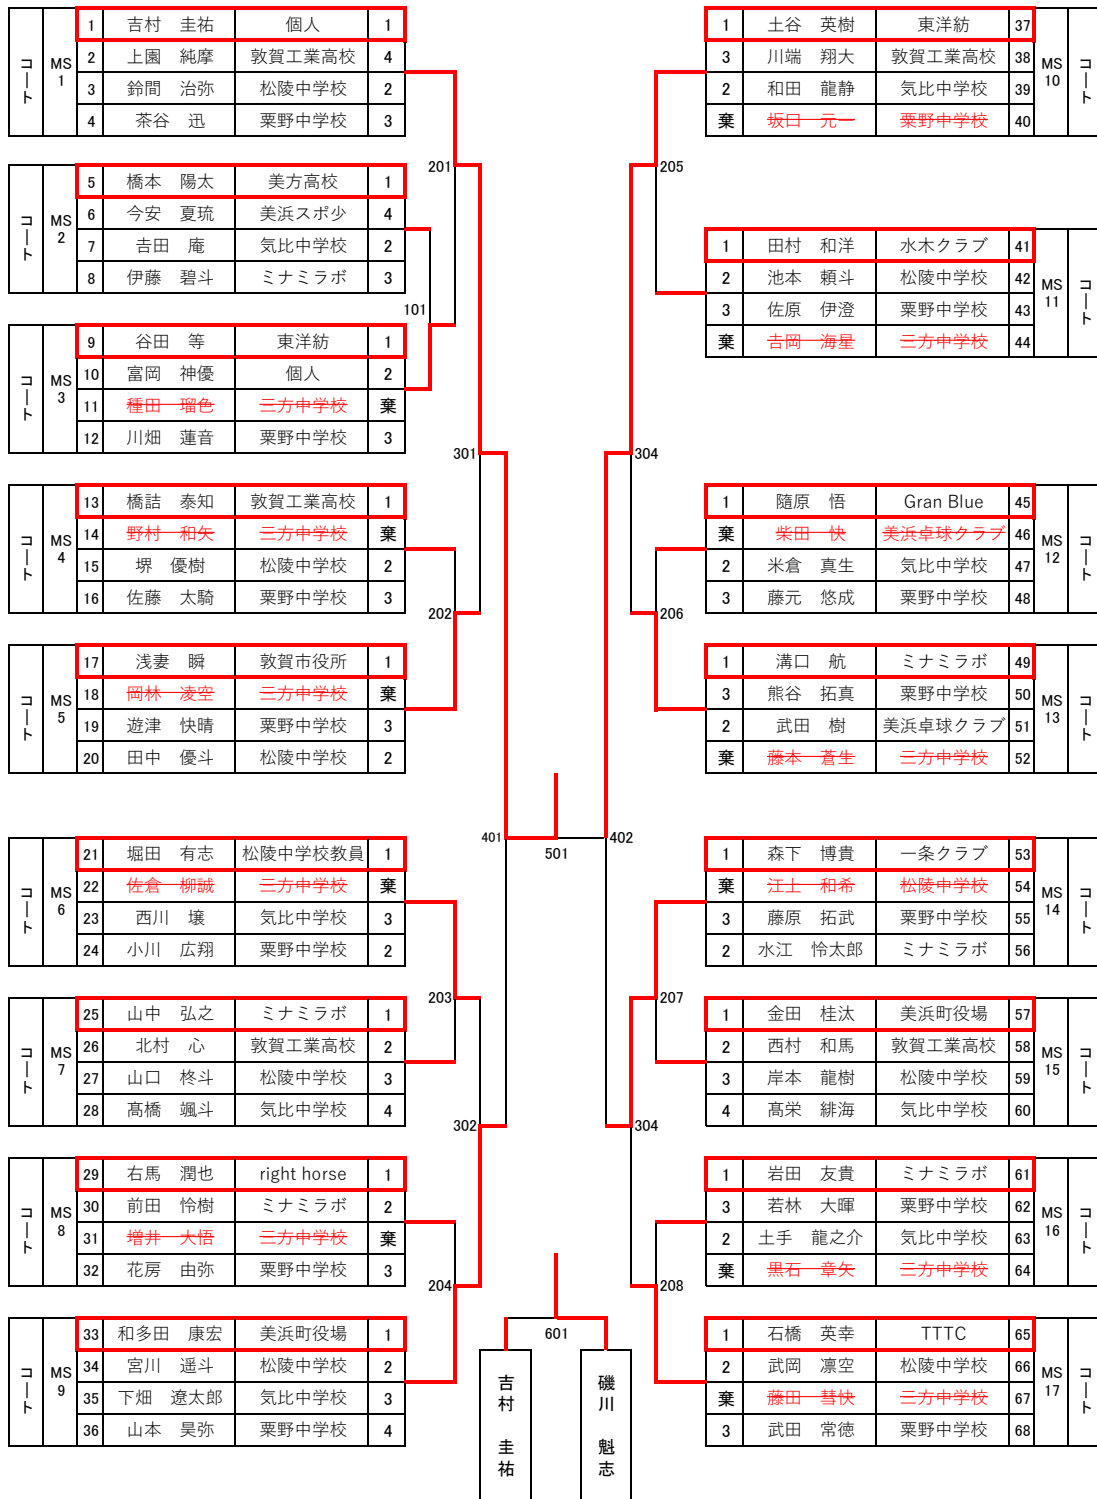 コート MS 1
1 吉村　圭祐 個人 1
2 上園　純摩 敦賀工業高校 4
3 鈴間　治弥 松陵中学校 2
4 茶谷　迅 粟野中学校 3
コート MS 2
5 橋本　陽太 美方高校 1
6 今安　夏琉 美浜スポ少 4
7 吉田　庵 気比中学校 2
8 伊藤　碧斗 ミナミラボ 3
コート MS 3
9 谷田　等 東洋紡 1
10 富岡　神優 個人 2
11 種田　瑠色 三方中学校 棄
12 川畑　蓮音 粟野中学校 3
コート MS 4
13 橋詰　泰知 敦賀工業高校 1
14 野村　和矢 三方中学校 棄
15 堺　優樹 松陵中学校 2
16 佐藤　太騎 粟野中学校 3
コート MS 5
17 浅妻　瞬 敦賀市役所 1
18 岡林　凌空 三方中学校 棄
19 遊津　快晴 粟野中学校 3
20 田中　優斗 松陵中学校 2
コート MS 6
21 堀田　有志 松陵中学校教員 1
22 佐倉　柳誠 三方中学校 棄
23 西川　壌 気比中学校 3
24 小川　広翔 粟野中学校 2
コート MS 7
25 山中　弘之 ミナミラボ 1
26 北村　心 敦賀工業高校 2
27 山口　柊斗 松陵中学校 3
28 髙橋　颯斗 気比中学校 4
コート MS 8
29 右馬　潤也 right horse 1
30 前田　怜樹 ミナミラボ 2
31 増井　大悟 三方中学校 棄
32 花房　由弥 粟野中学校 3
コート MS 9
33 和多田　康宏 美浜町役場 1
34 宮川　遥斗 松陵中学校 2
35 下畑　遼太郎 気比中学校 3
36 山本　昊弥 粟野中学校 4
201
101
301
202
401
203
302
204
501
601
吉村　圭祐
磯川　魁志
205
304
206
402
207
304
208
1 土谷　英樹 東洋紡 37
3 川端　翔大 敦賀工業高校 38
2 和田　龍静 気比中学校 39
棄 坂口　元一 粟野中学校 40
MS 10 コート
1 田村　和洋 水木クラブ 41
2 池本　頼斗 松陵中学校 42
3 佐原　伊澄 粟野中学校 43
棄 吉岡　海星 三方中学校 44
MS 11 コート
1 隨原　悟 Gran Blue 45
棄 柴田　快 美浜卓球クラブ 46
2 米倉　真生 気比中学校 47
3 藤元　悠成 粟野中学校 48
MS 12 コート
1 溝口　航 ミナミラボ 49
3 熊谷　拓真 粟野中学校 50
2 武田　樹 美浜卓球クラブ 51
棄 藤本　蒼生 三方中学校 52
MS 13 コート
1 森下　博貴 一条クラブ 53
棄 江上　和希 松陵中学校 54
3 藤原　拓武 粟野中学校 55
2 水江　怜太郎 ミナミラボ 56
MS 14 コート
1 金田　桂汰 美浜町役場 57
2 西村　和馬 敦賀工業高校 58
3 岸本　龍樹 松陵中学校 59
4 髙栄　緋海 気比中学校 60
MS 15 コート
1 岩田　友貴 ミナミラボ 61
3 若林　大暉 粟野中学校 62
2 土手　龍之介 気比中学校 63
棄 黒石　章矢 三方中学校 64
MS 16 コート
1 石橋　英幸 TTTC 65
2 武岡　凛空 松陵中学校 66
棄 藤田　彗快 三方中学校 67
3 武田　常徳 粟野中学校 68
MS 17 コート